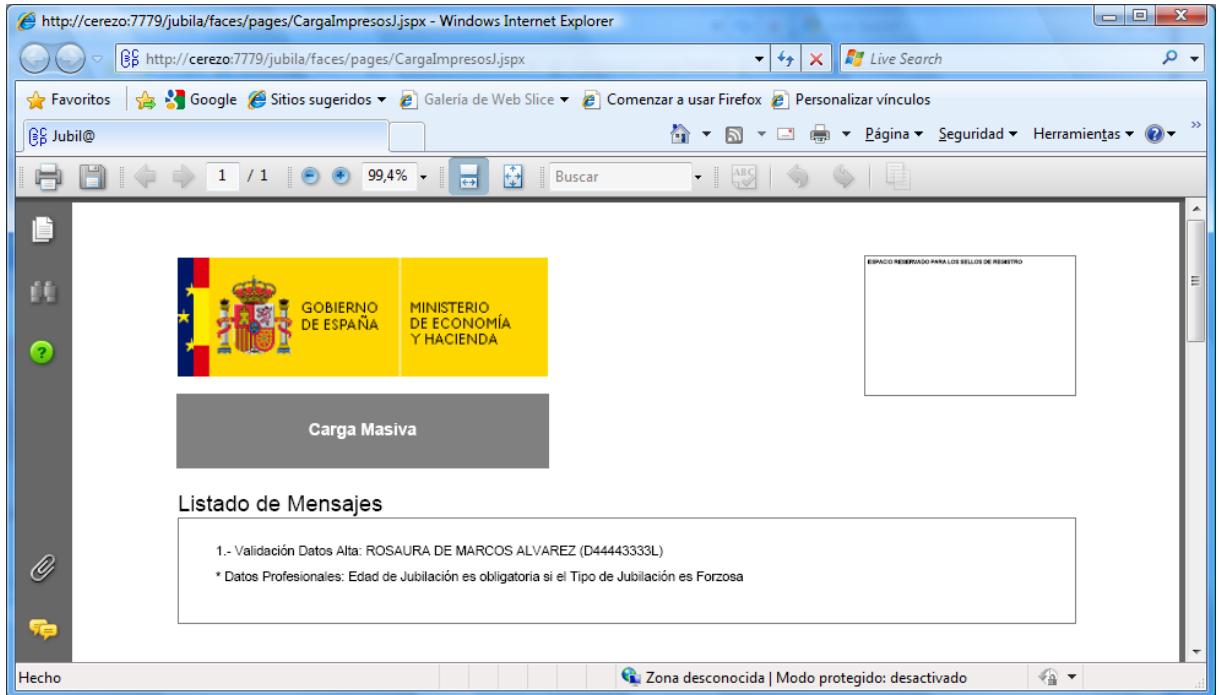 http://cerezo:7779/jubila/faces/pages/CargaImpresosJ.jspx - Windows Internet Explorer
http://cerezo:7779/jubila/faces/pages/CargaImpresosJ.jspx
Live Search
Favoritos Google Sitios sugeridos Galería de Web Slice Comenzar a usar Firefox Personalizar vínculos
Jubil@ Página Seguridad Herramientas
1 / 1 99,4% Buscar
ESPACIO RESERVADO PARA LOS SELLOS DE REGISTRO
GOBIERNO
DE ESPAÑA
MINISTERIO
DE ECONOMÍA
Y HACIENDA
Carga Masiva
Listado de Mensajes
1.- Validación Datos Alta: ROSAURA DE MARCOS ALVAREZ (D44443333L)
* Datos Profesionales: Edad de Jubilación es obligatoria si el Tipo de Jubilación es Forzosa
Hecho Zona desconocida | Modo protegido: desactivado